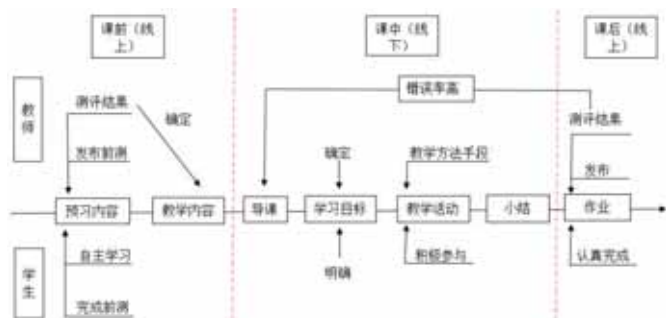 课前（线
上）
课中（线
下）
课后（线
上）
教
师
测评结果
确定
发布前测
错误率高
确定
教学方法手段
测评结果
发布
预习内容
教学内容
导课
学习目标
教学活动
小结
作业
学
生
自主学习
完成前测
明确
积极参与
认真完成